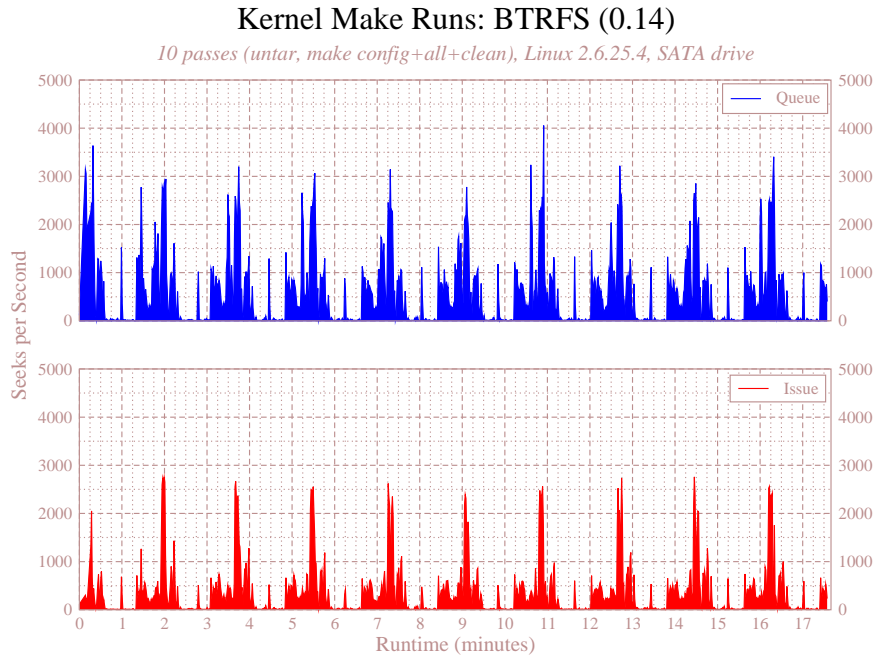 Kernel Make Runs: BTRFS (0.14)
10 passes (untar, make config+all+clean), Linux 2.6.25.4, SATA drive
5000 5000
Queue
4000 4000
3000 3000
2000 2000
1000 1000
0 0
Seeks per Second
5000 5000
Issue
4000 4000
3000 3000
2000 2000
1000 1000
0 0
0 1 2 3 4 5 6 7 8 9 10 11 12 13 14 15 16 17
Runtime (minutes)